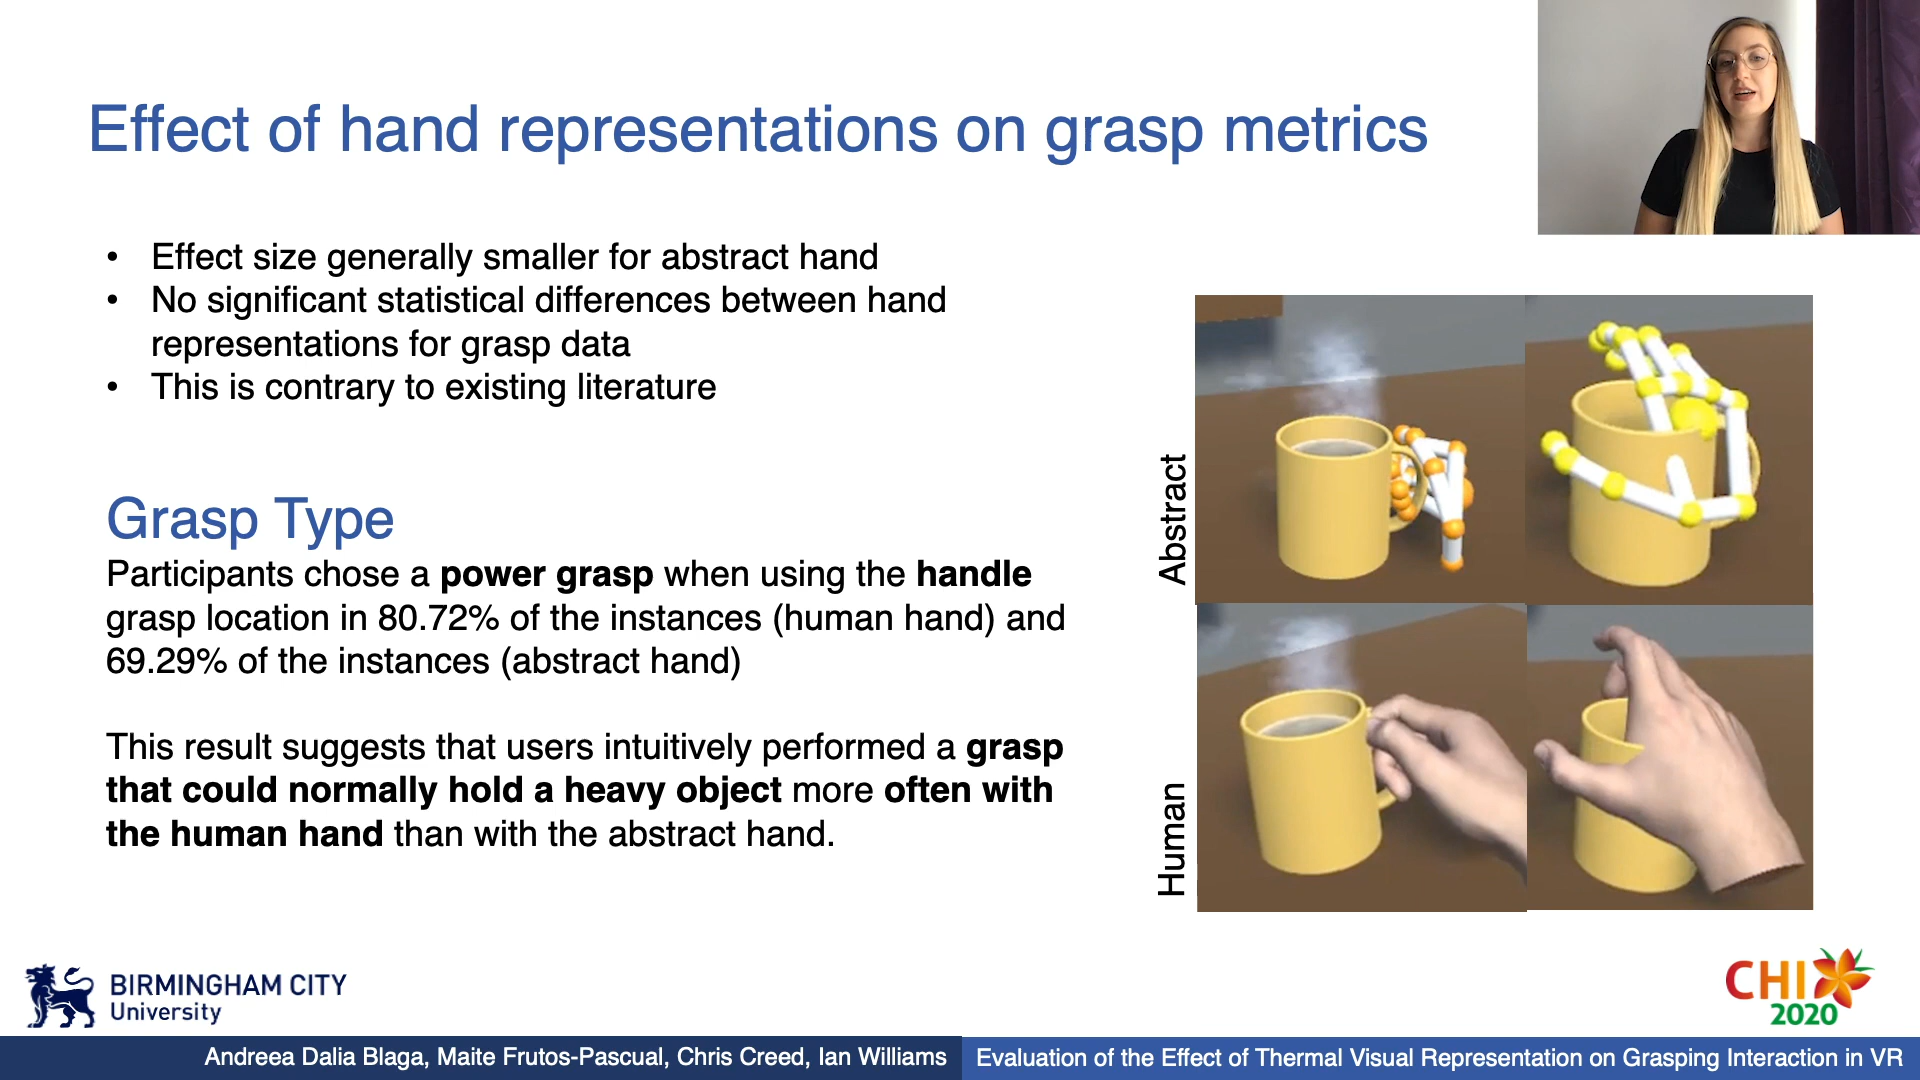 Effect of hand representations on grasp metrics
• Effect size generally smaller for abstract hand
• No significant statistical differences between hand
representations for grasp data
• This is contrary to existing literature
Grasp Type
Participants chose a power grasp when using the handle
grasp location in 80.72% of the instances (human hand) and
69.29% of the instances (abstract hand)
This result suggests that users intuitively performed a grasp
that could normally hold a heavy object more often with
the human hand than with the abstract hand.
Abstract
Human
BIRMINGHAM CITY
University
CHI
2020
Andreea Dalia Blaga, Maite Frutos-Pascual, Chris Creed, Ian Williams
Evaluation of the Effect of Thermal Visual Representation on Grasping Interaction in VR